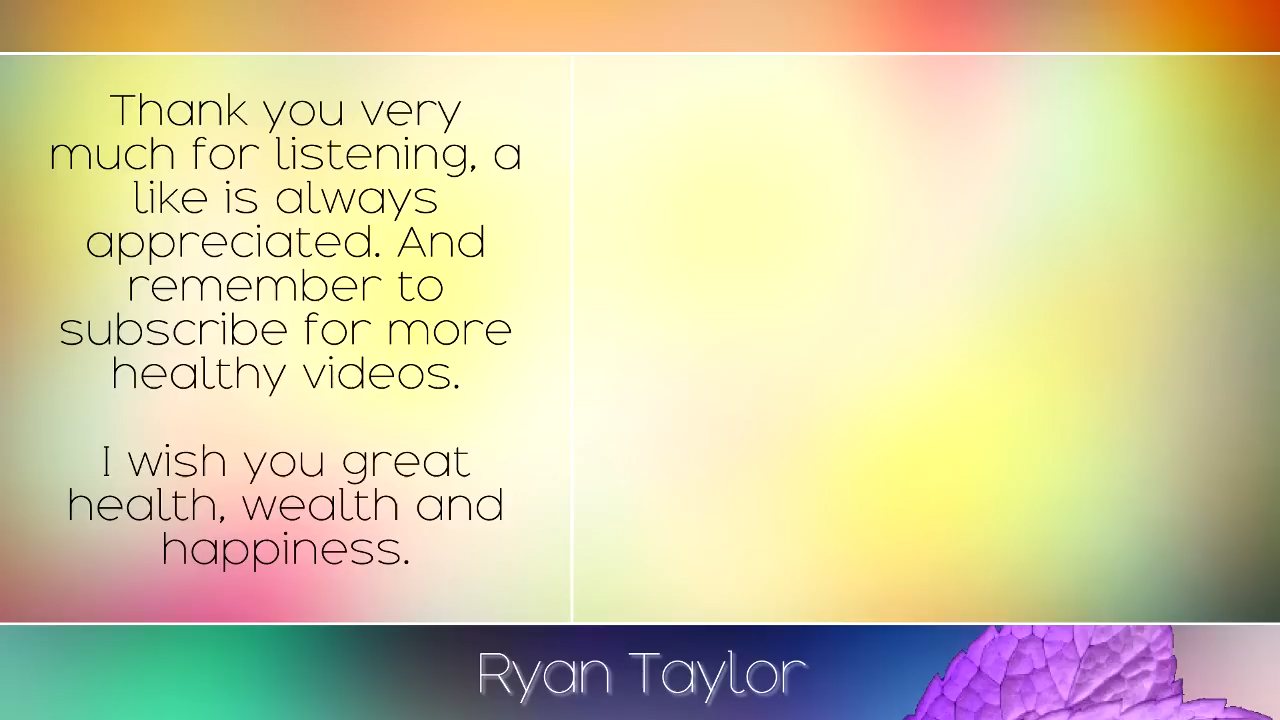 Thank you very
much for listening, a
like is always
appreciated. And
remember to
subscribe for more
healthy videos.
I wish you great
health, wealth and
happiness.
Ryan Taylor